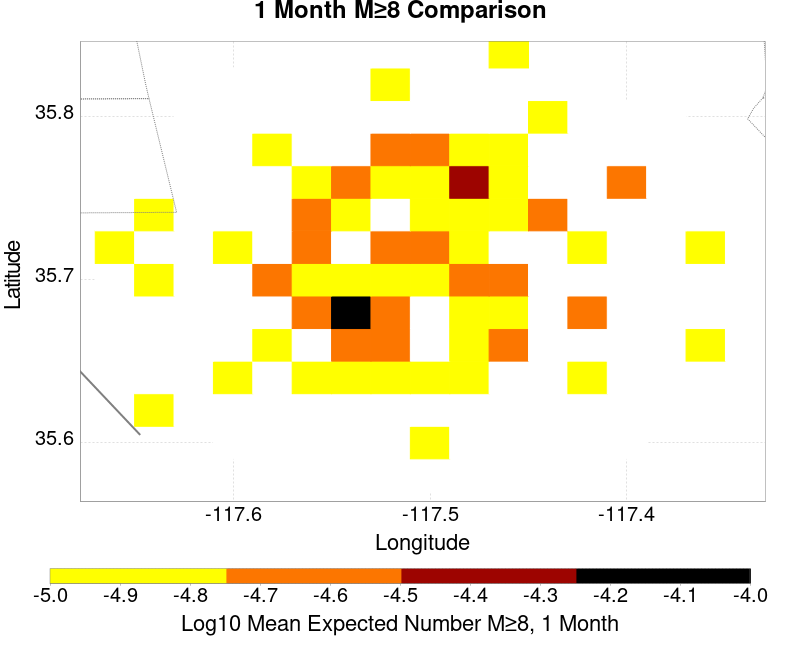 1 Month M≥8 Comparison
35.8
35.7
35.6
Latitude
-117.6 -117.5 -117.4
Longitude
-5.0 -4.9 -4.8 -4.7 -4.6 -4.5 -4.4 -4.3 -4.2 -4.1 -4.0
Log10 Mean Expected Number M≥8, 1 Month